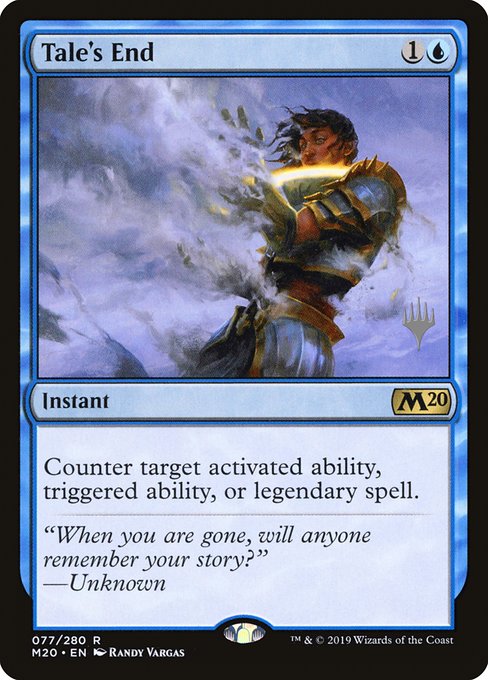 Tale's End 1
Instant M20
Counter target activated ability,
triggered ability, or legendary spell.
“When you are gone, will anyone
remember your story?”
—Unknown
077/280 R
M20 • EN RANDY VARGAS
™ & © 2019 Wizards of the Coast